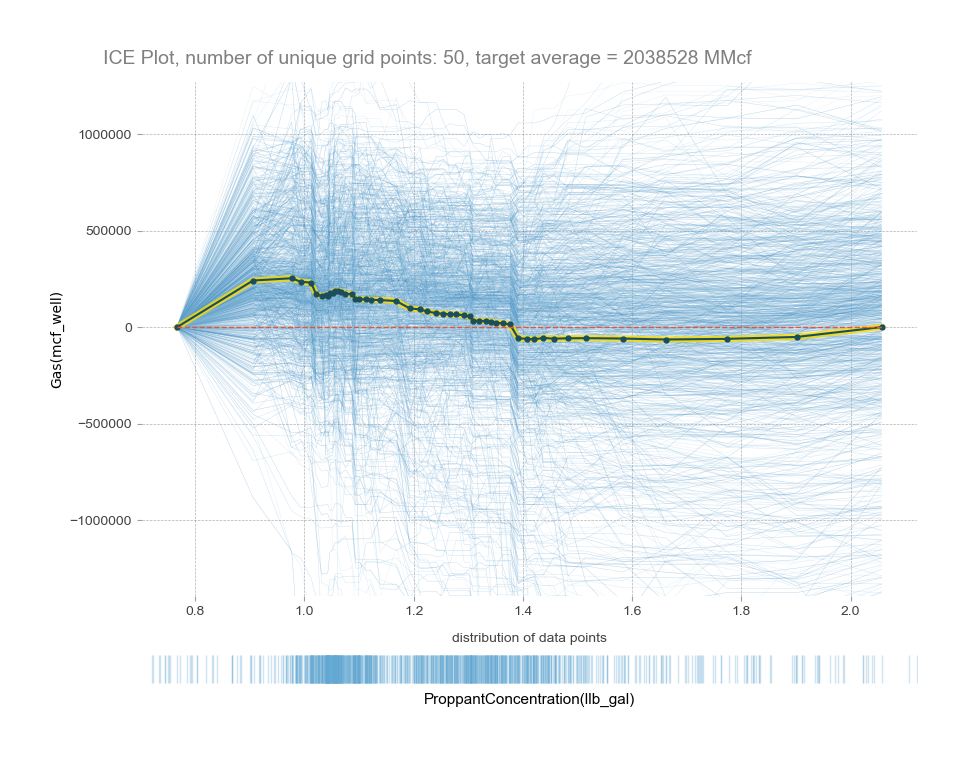 ICE Plot, number of unique grid points: 50, target average = 2038528 MMcf
1000000
500000
0
−500000
−1000000
Gas(mcf_well)
0.8 1.0 1.2 1.4 1.6 1.8 2.0
distribution of data points
ProppantConcentration(llb_gal)